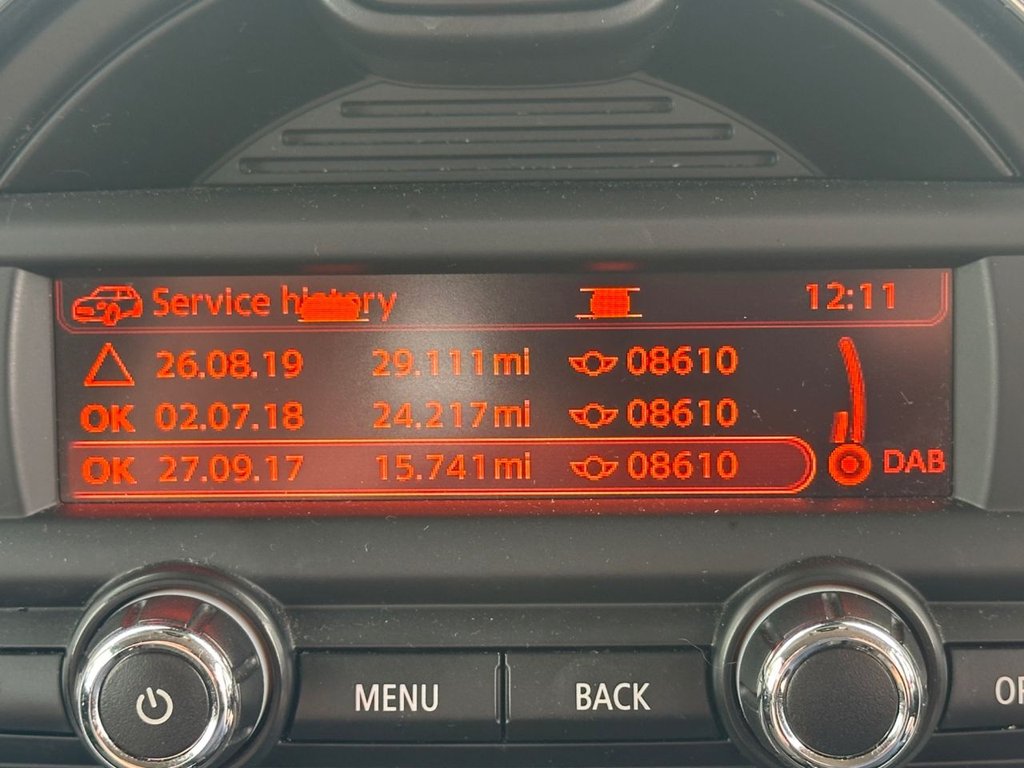 Service history 12:11
26.08.19 29.111 mi 08610
OK 02.07.18 24.217 mi 08610
OK 27.09.17 15.741 mi 08610
DAB
MENU BACK